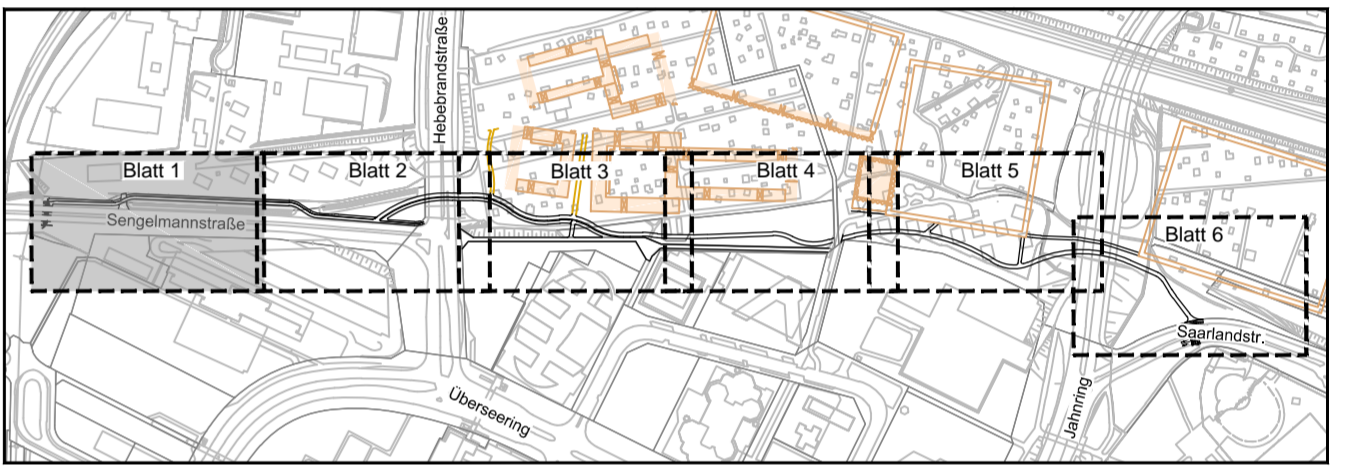 Hebebrandstraße
Blatt 1
Blatt 2
Blatt 3
Blatt 4
Blatt 5
Sengelmannstraße
Blatt 6
Saarlandstr.
Überseering
Jahnring